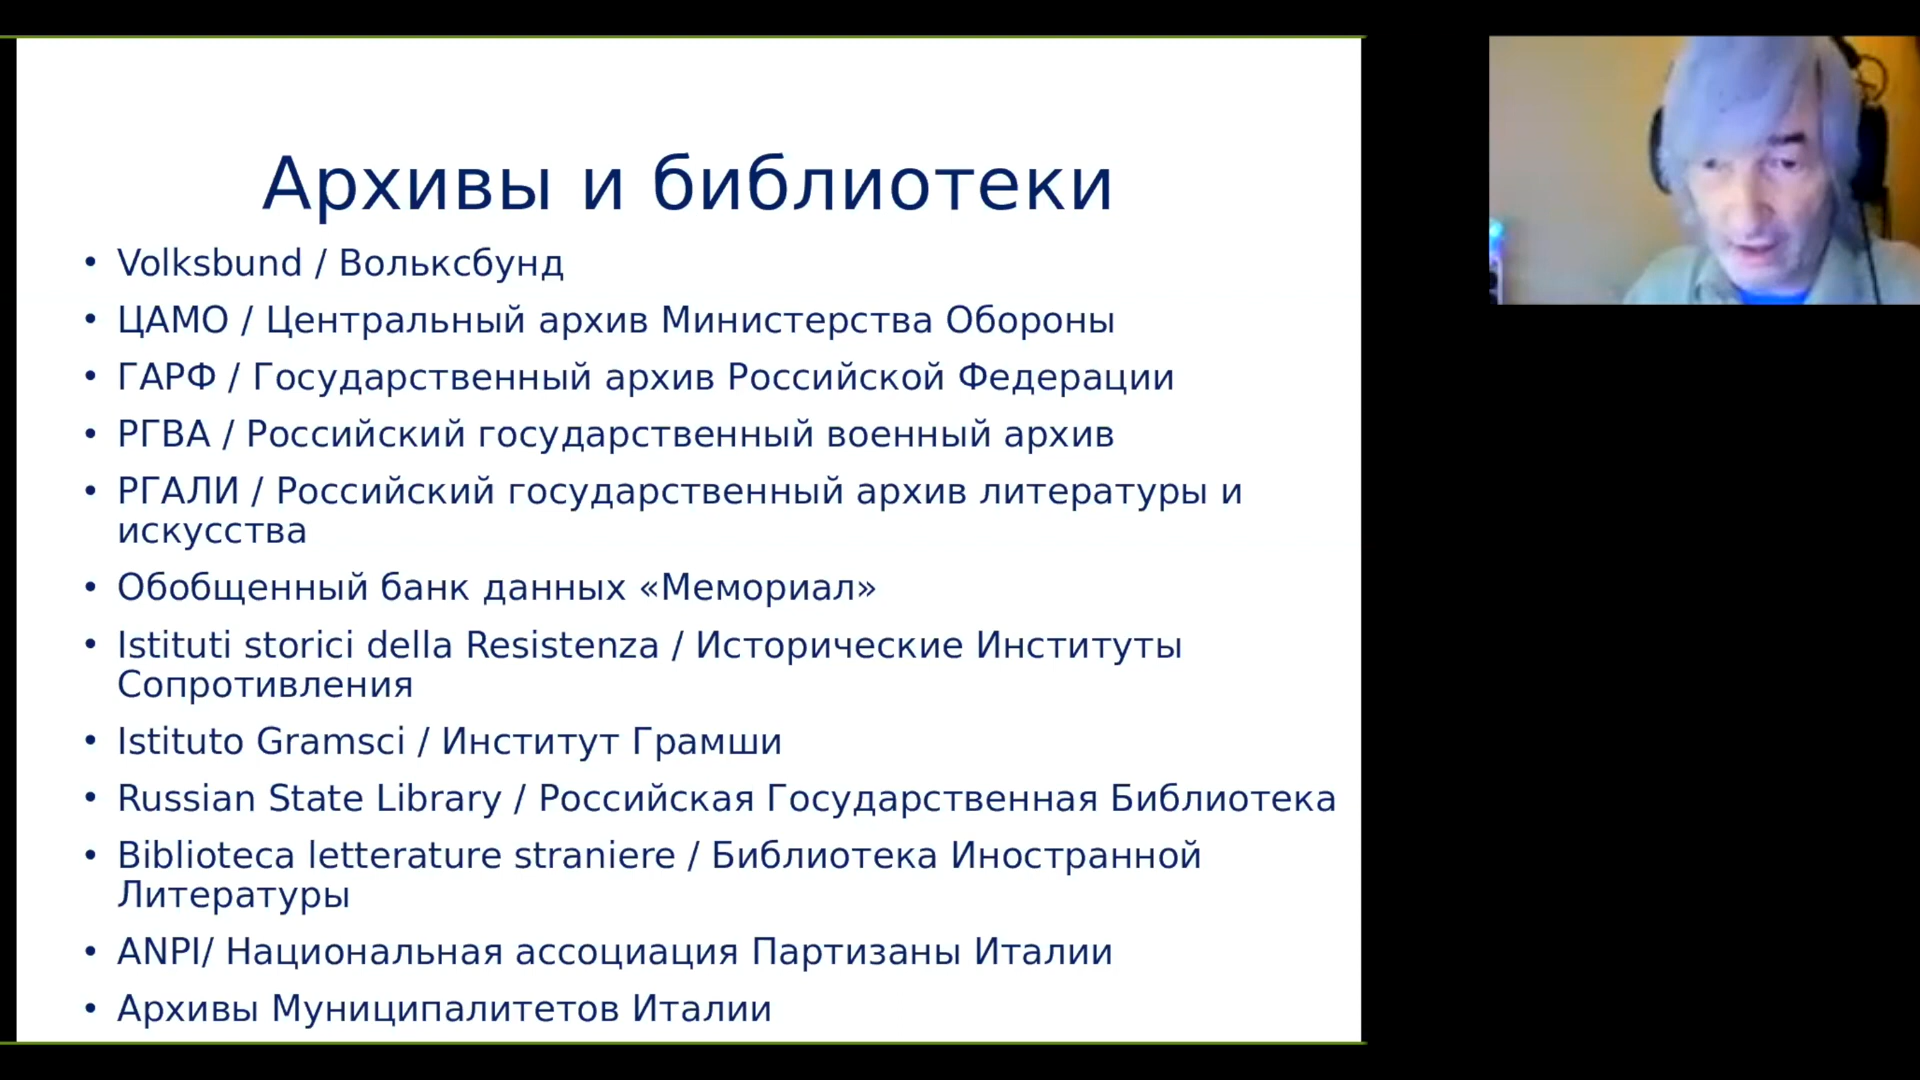 Архивы и библиотеки
• Volksbund / Вольксбунд
• ЦАМО / Центральный архив Министерства Обороны
• ГАРФ / Государственный архив Российской Федерации
• РГВА / Российский государственный военный архив
• РГАЛИ / Российский государственный архив литературы и
искусства
• Обобщенный банк данных «Мемориал»
• Istituti storici della Resistenza / Исторические Институты
Сопротивления
• Istituto Gramsci / Институт Грамши
• Russian State Library / Российская Государственная Библиотека
• Biblioteca letterature straniere / Библиотека Иностранной
Литературы
• ANPI/ Национальная ассоциация Партизаны Италии
• Архивы Муниципалитетов Италии